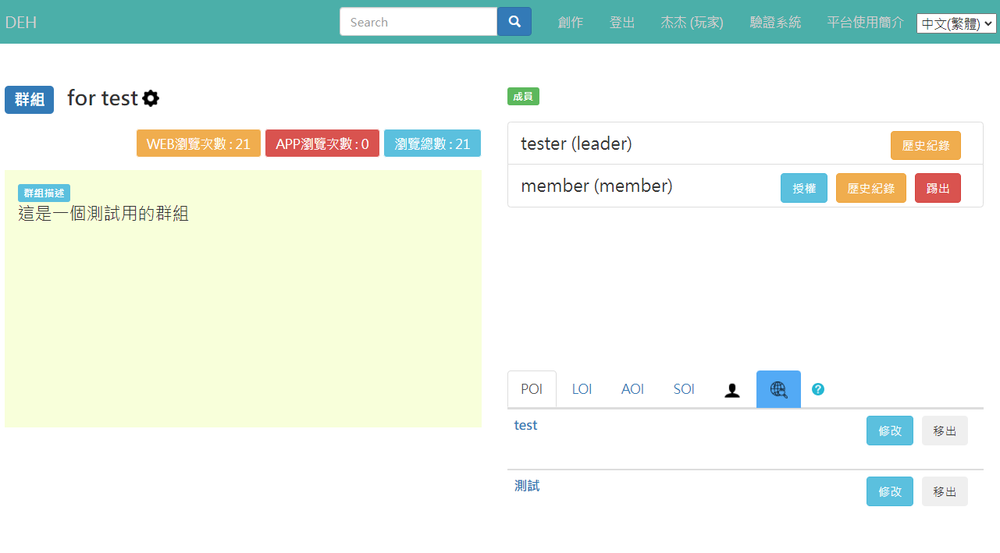 DEH Search 創作 登出 杰杰 (玩家) 驗證系統 平台使用簡介 中文(繁體)
群組 for test
WEB瀏覽次數 : 21 APP瀏覽次數 : 0 瀏覽總數 : 21
群組描述
這是一個測試用的群組
成員
tester (leader) 歷史紀錄
member (member) 授權 歷史紀錄 踢出
POI LOI AOI SOI ?
test 修改 移出
測試 修改 移出